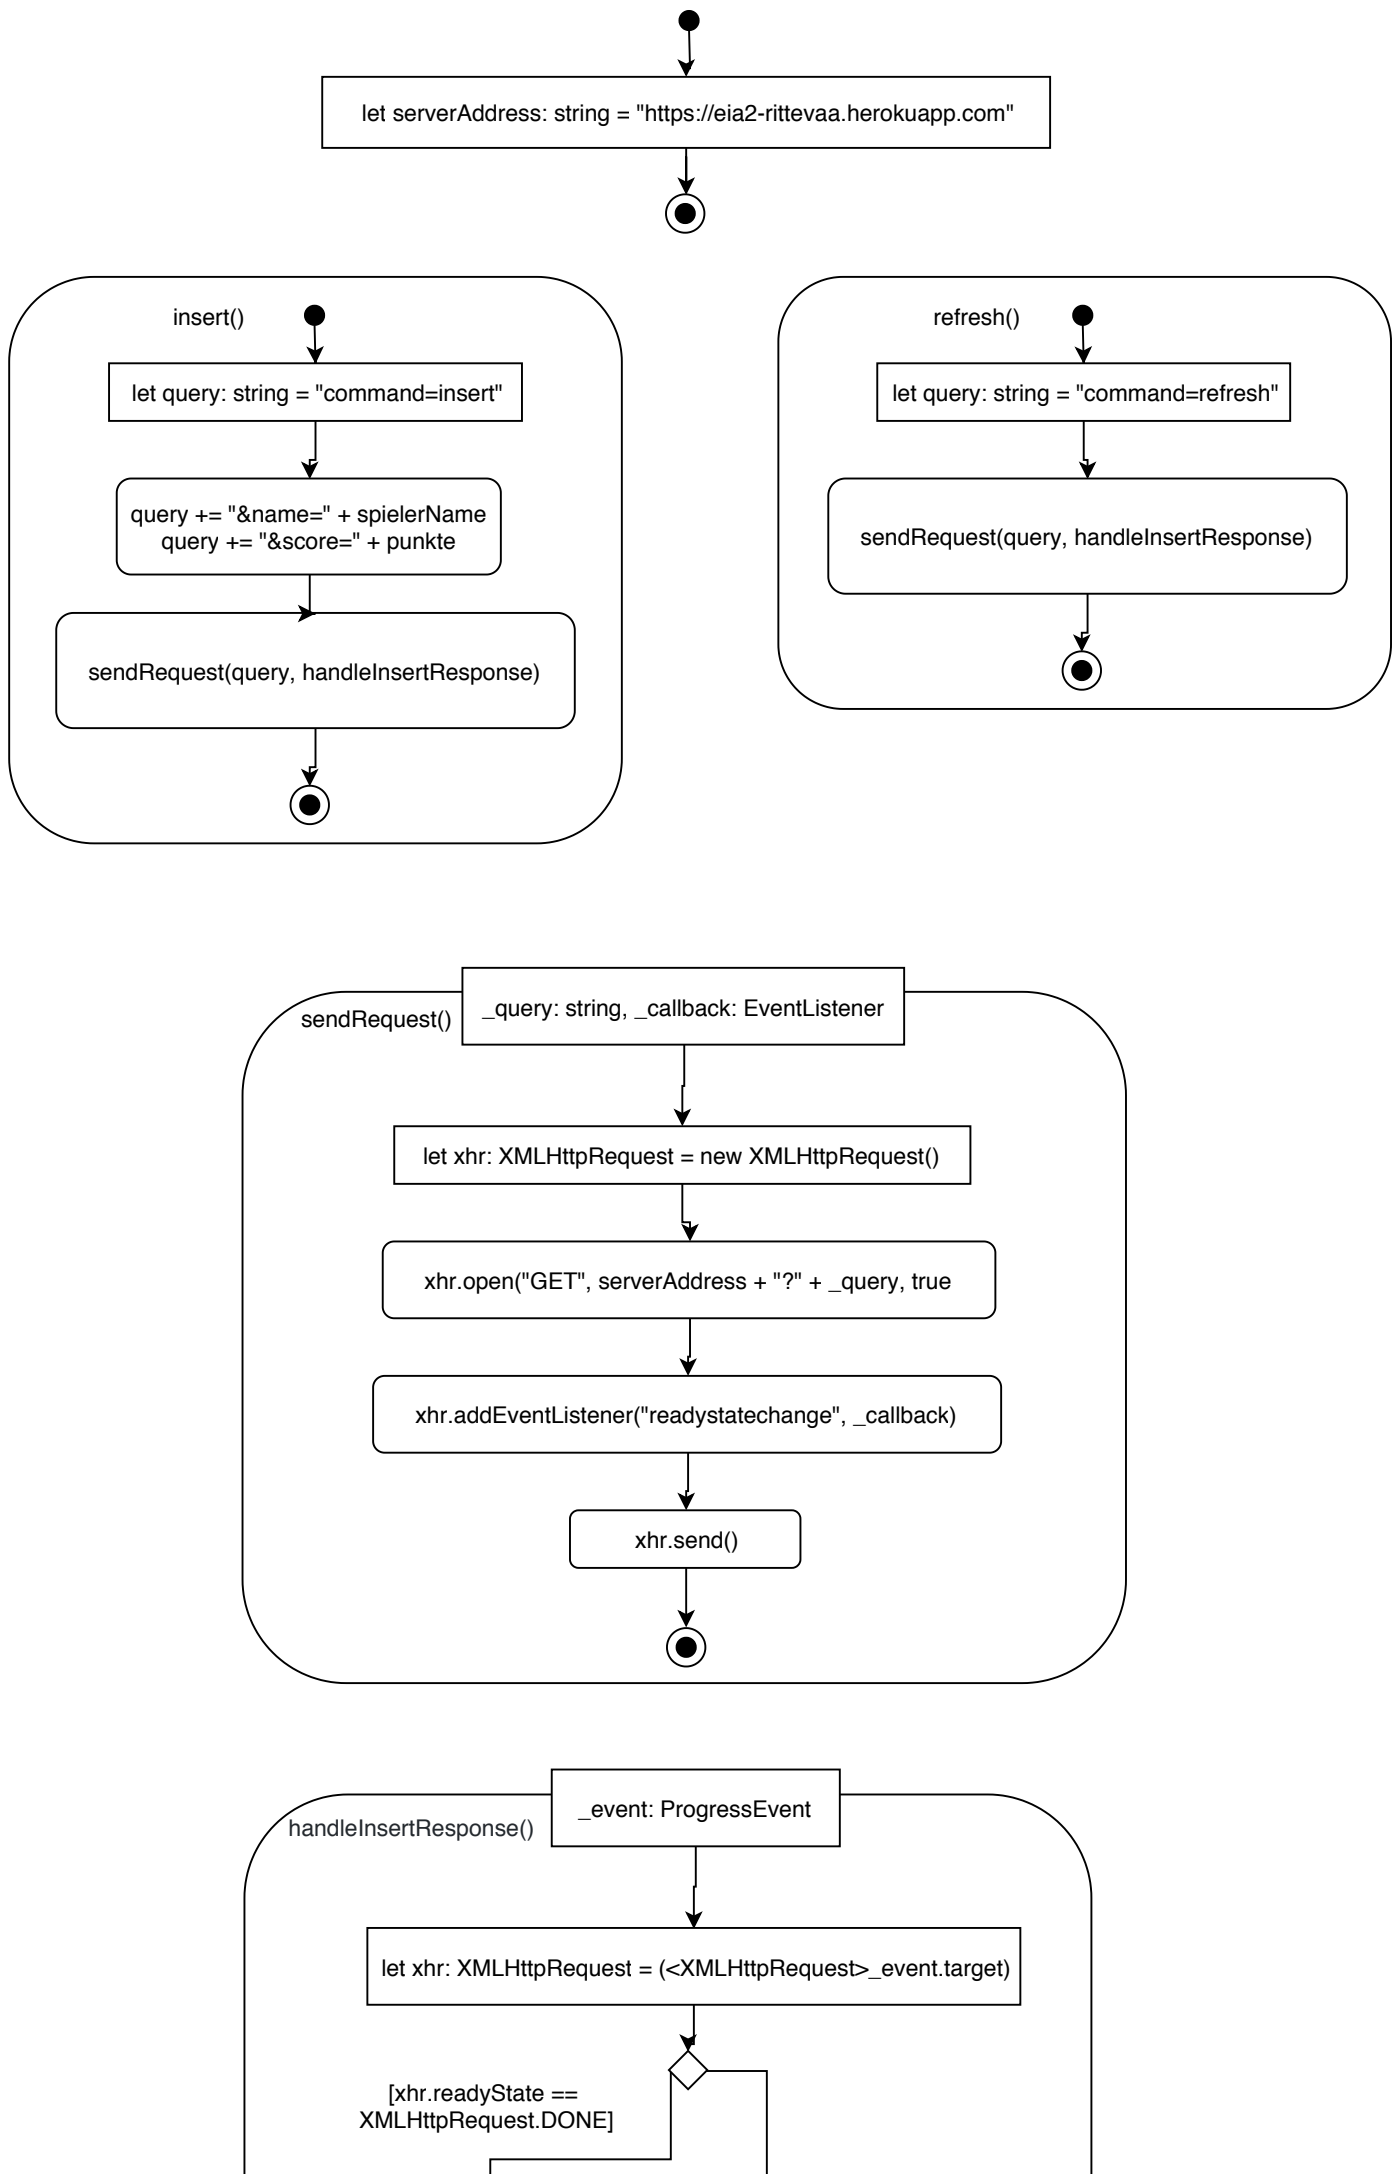 let serverAddress: string = "https://eia2-rittevaa.herokuapp.com"
insert()
let query: string = "command=insert"
query += "&name=" + spielerName
query += "&score=" + punkte
sendRequest(query, handleInsertResponse)
refresh()
let query: string = "command=refresh"
sendRequest(query, handleInsertResponse)
sendRequest()
_query: string, _callback: EventListener
let xhr: XMLHttpRequest = new XMLHttpRequest()
xhr.open("GET", serverAddress + "?" + _query, true
xhr.addEventListener("readystatechange", _callback)
xhr.send()
handleInsertResponse()
_event: ProgressEvent
let xhr: XMLHttpRequest = (<XMLHttpRequest>_event.target)
[xhr.readyState ==
XMLHttpRequest.DONE]